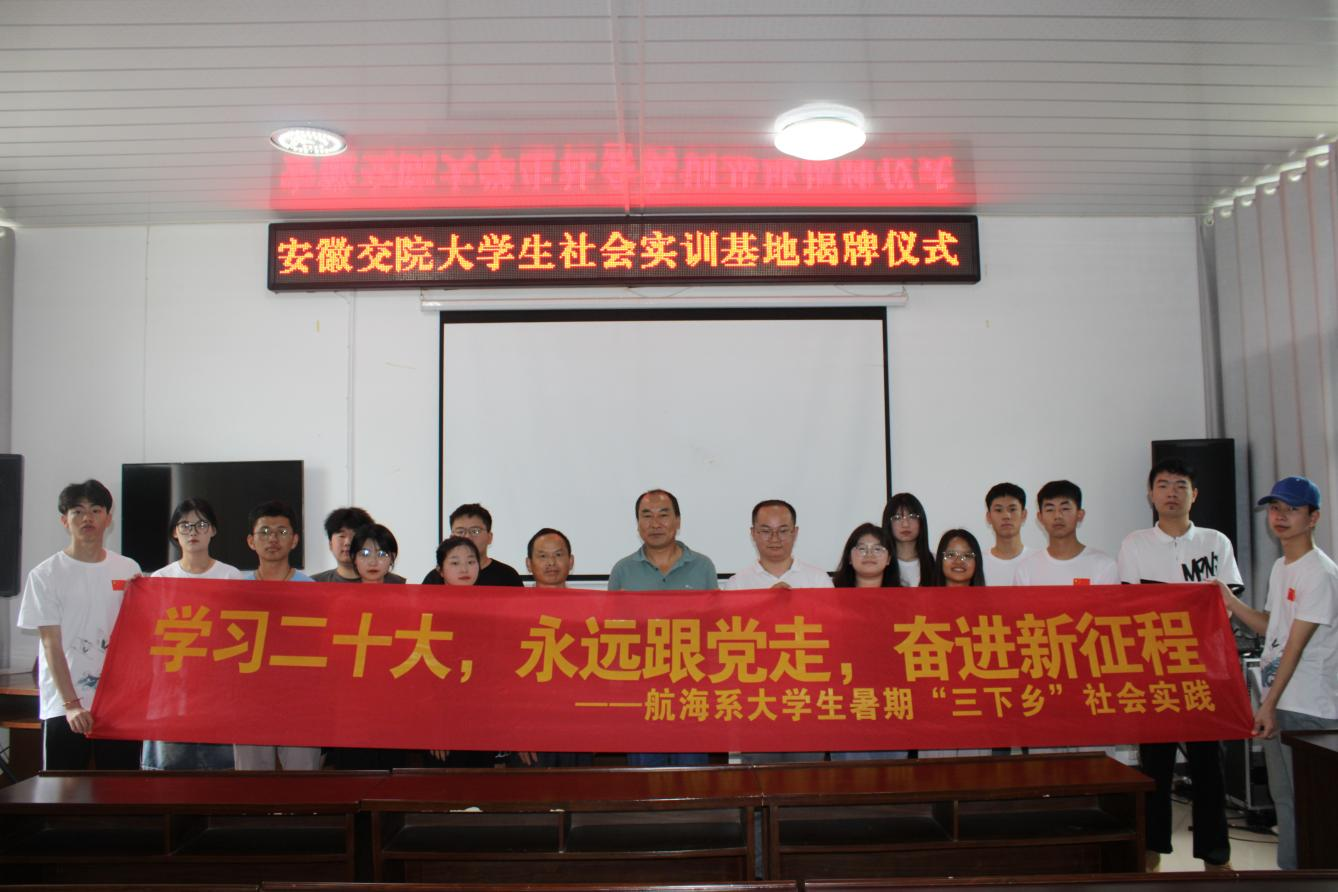 安徽交院大学生社会实训基地揭牌仪式
学习二十大，永远跟党走，奋进新征程
——航海系大学生暑期“三下乡”社会实践